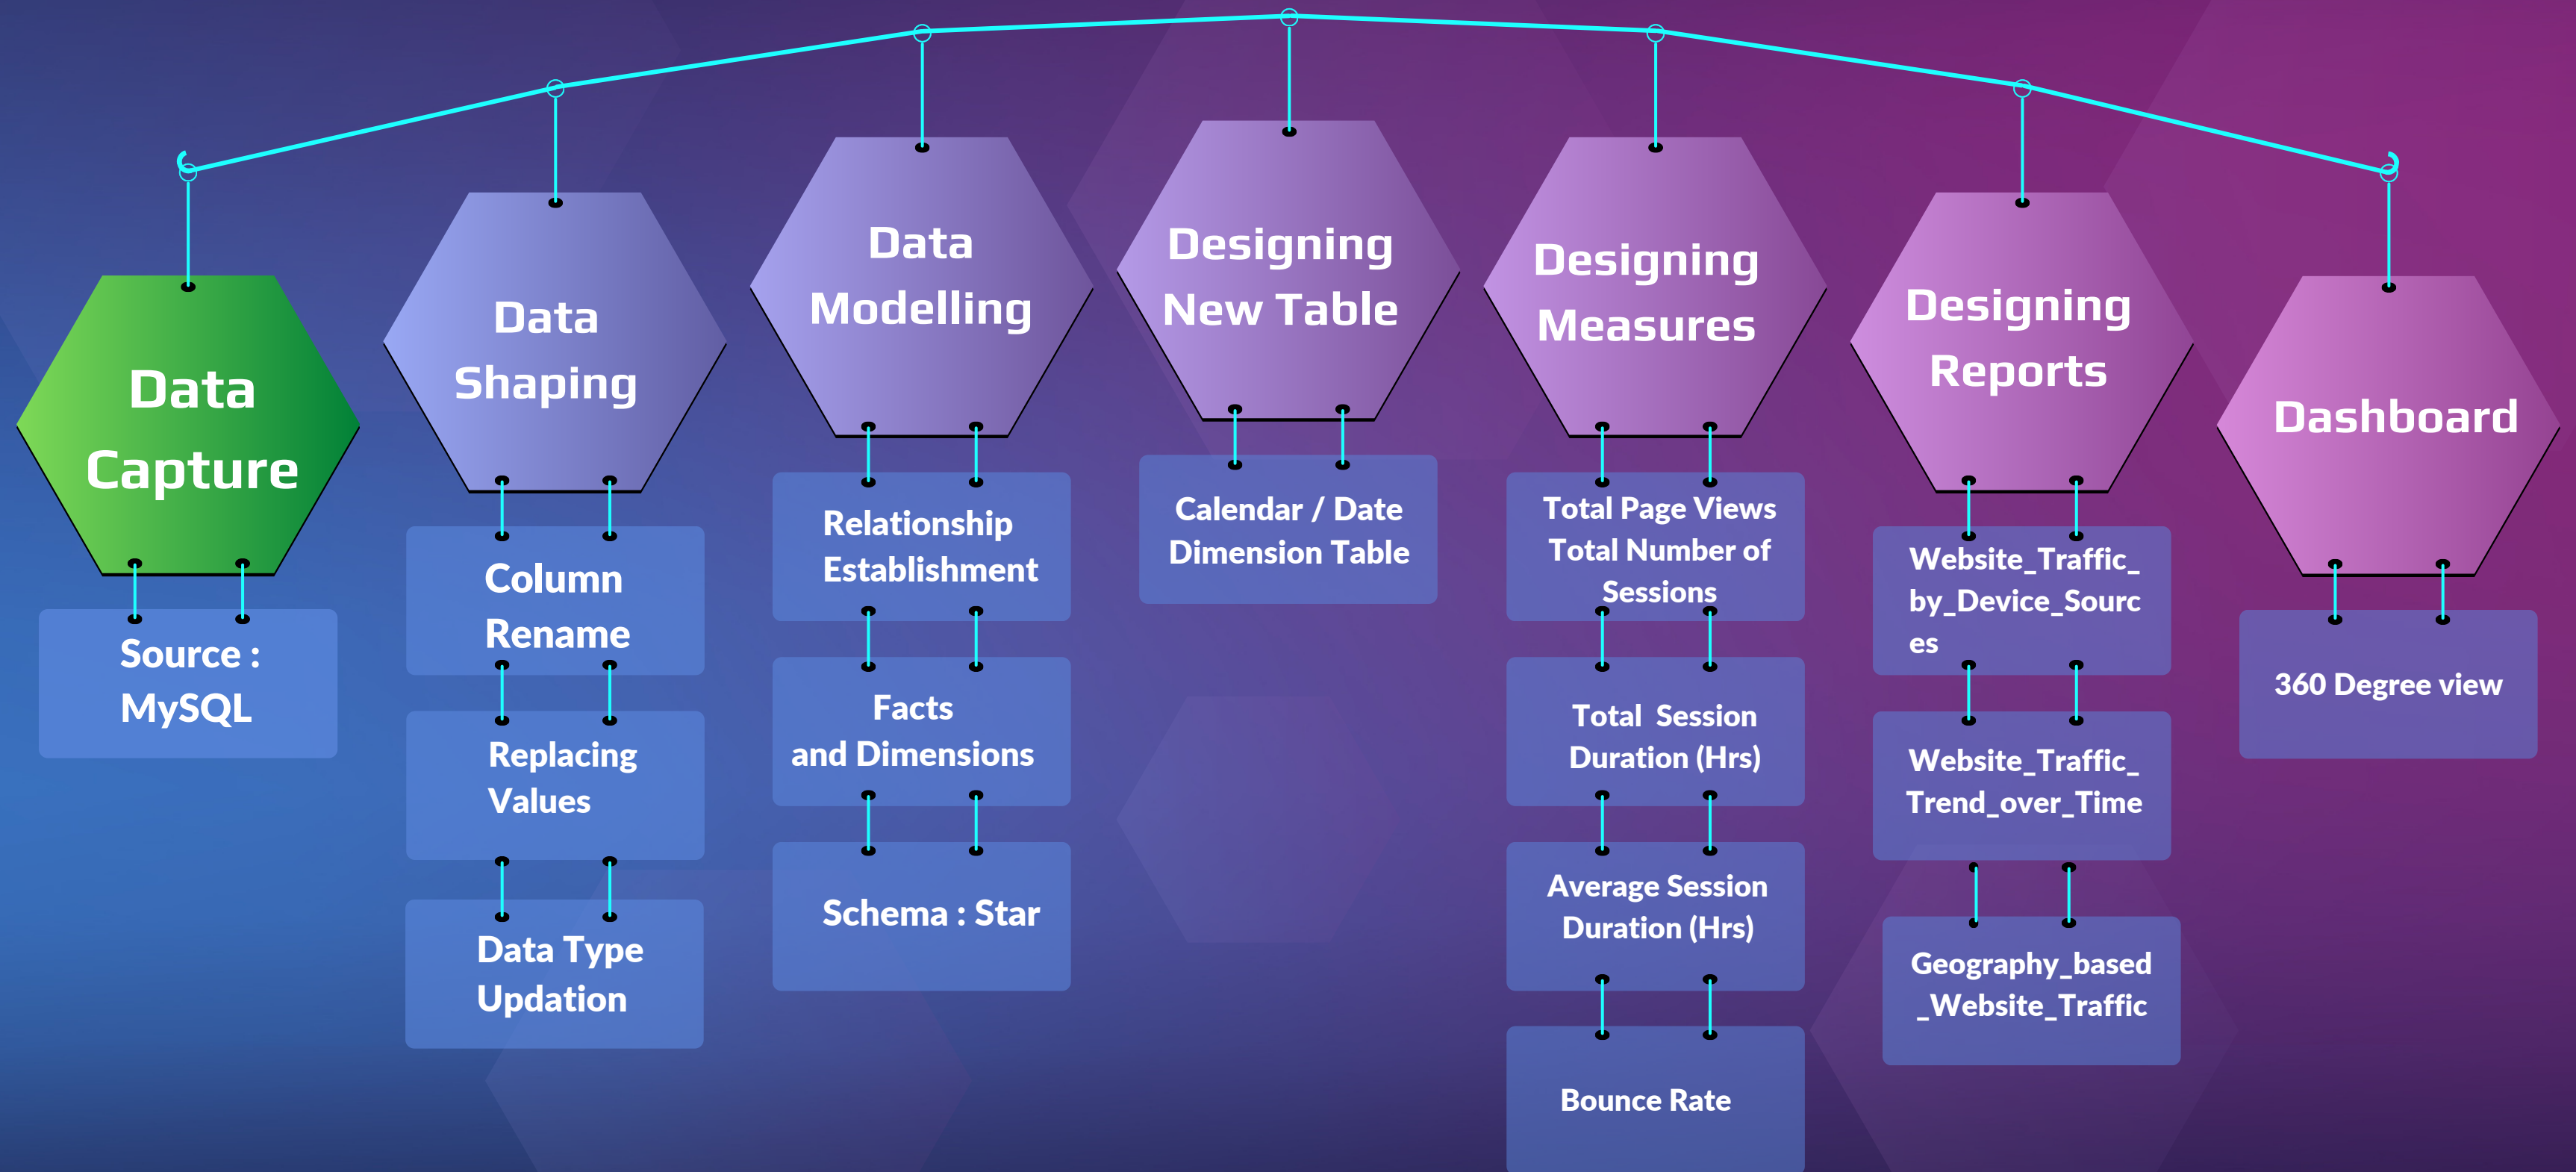 Data
Capture
Source :
MySQL
Data
Shaping
Column
Rename
Replacing
Values
Data Type
Updation
Data
Modelling
Relationship
Establishment
Facts
and Dimensions
Schema : Star
Designing
New Table
Calendar / Date
Dimension Table
Designing
Measures
Total Page Views
Total Number of
Sessions
Total  Session
Duration (Hrs)
Average Session
Duration (Hrs)
Bounce Rate
Designing
Reports
Website_Traffic_
by_Device_Sourc
es
Website_Traffic_
Trend_over_Time
Geography_based
_Website_Traffic
Dashboard
360 Degree view